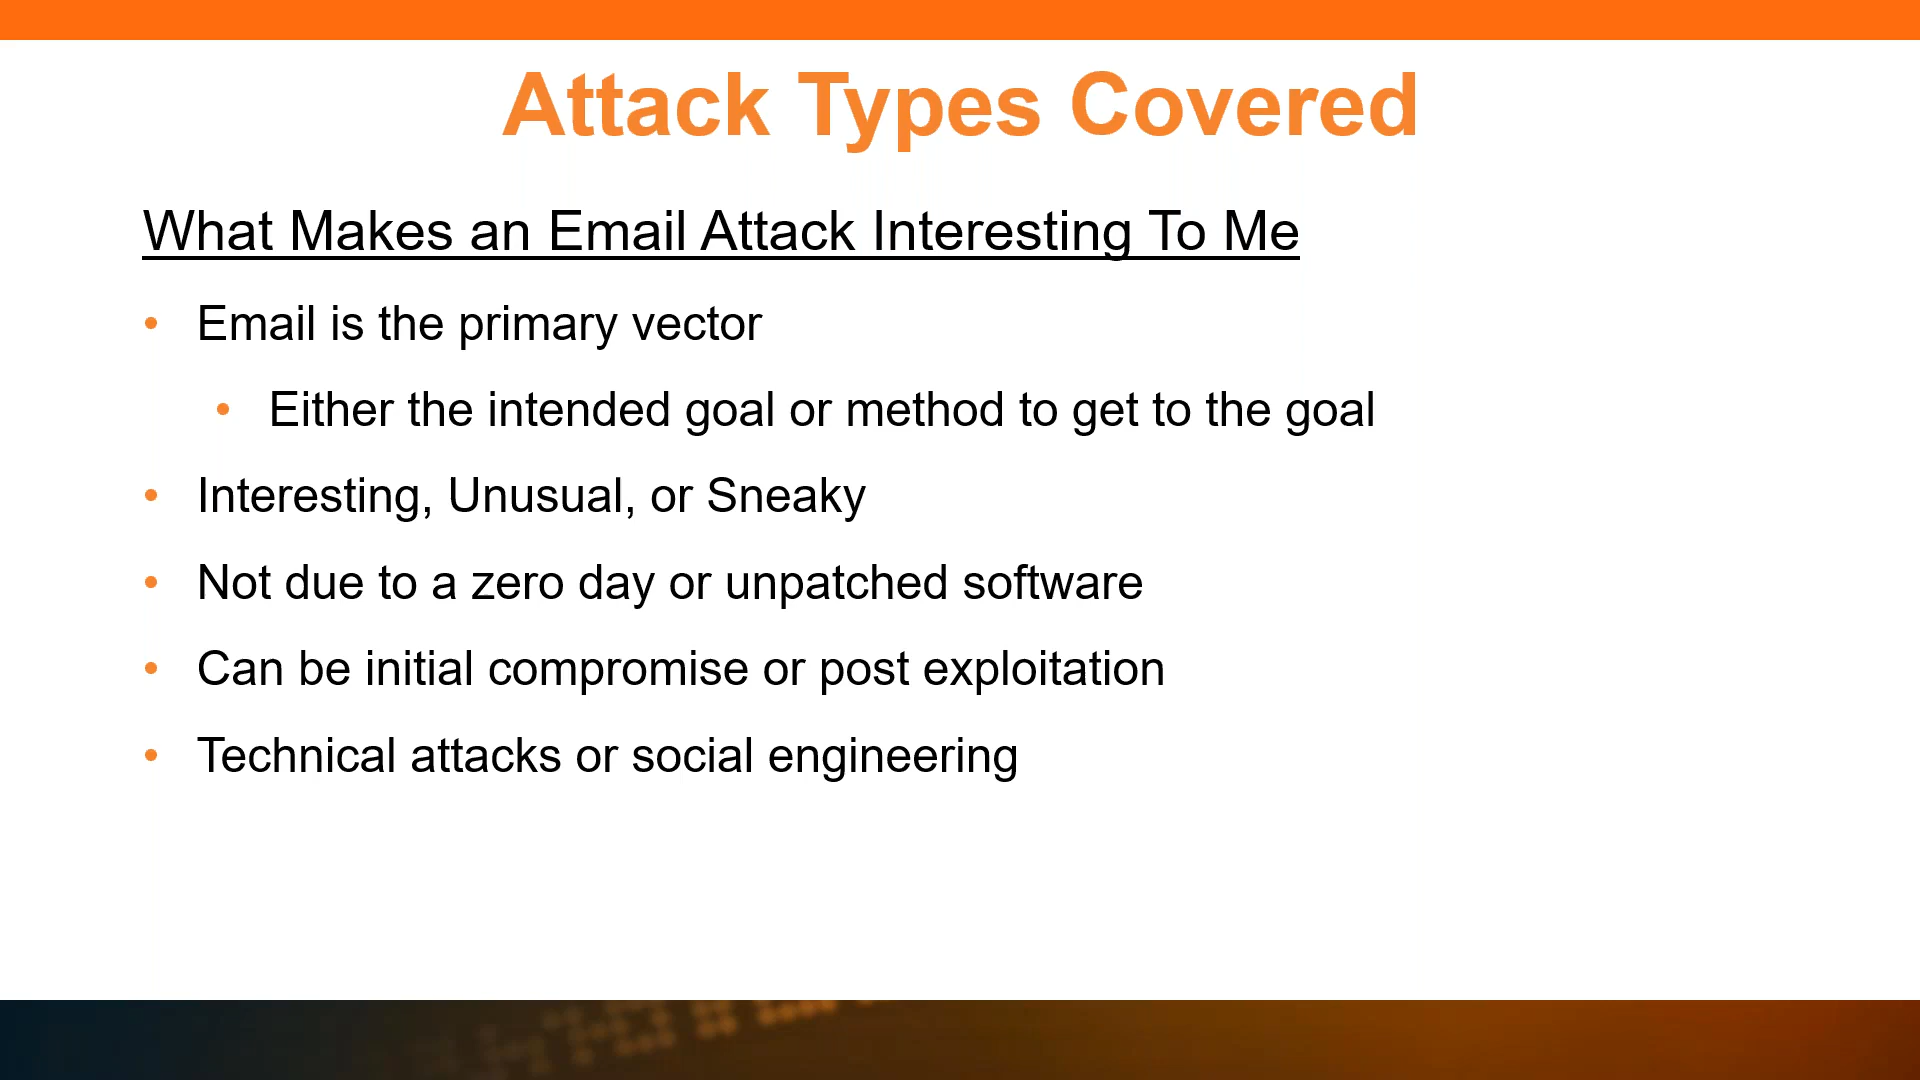 Attack Types Covered
What Makes an Email Attack Interesting To Me
• Email is the primary vector
• Either the intended goal or method to get to the goal
• Interesting, Unusual, or Sneaky
• Not due to a zero day or unpatched software
• Can be initial compromise or post exploitation
• Technical attacks or social engineering